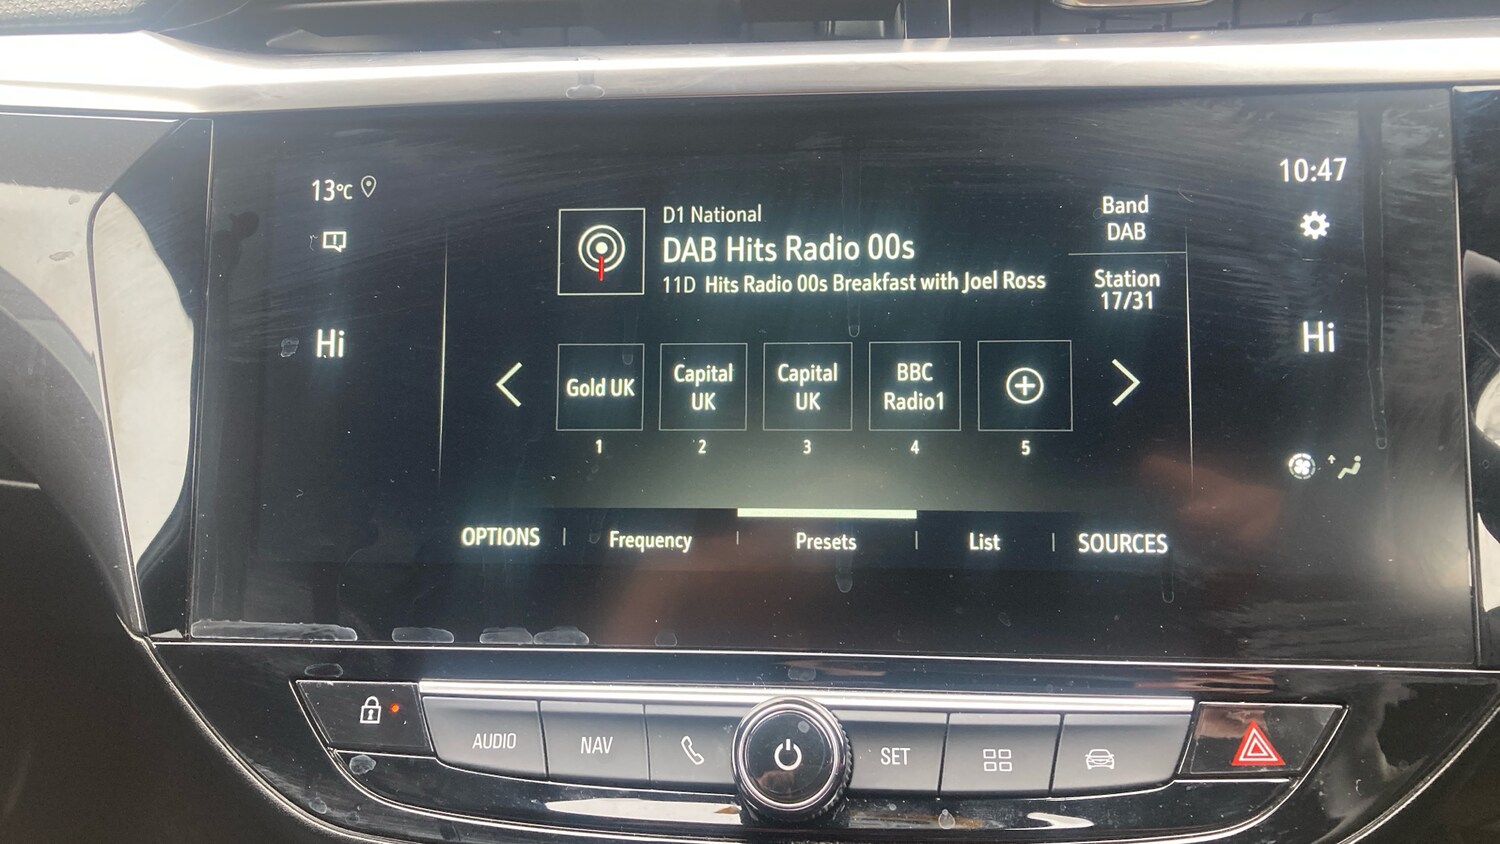 13°C
10:47
D1 National
DAB Hits Radio 00s
11D Hits Radio 00s Breakfast with Joel Ross
Band
DAB
Station
17/31
Hi
Hi
Gold UK
Capital
UK
Capital
UK
BBC
Radio1
1
2
3
4
5
OPTIONS
Frequency
Presets
List
SOURCES
AUDIO
NAV
SET